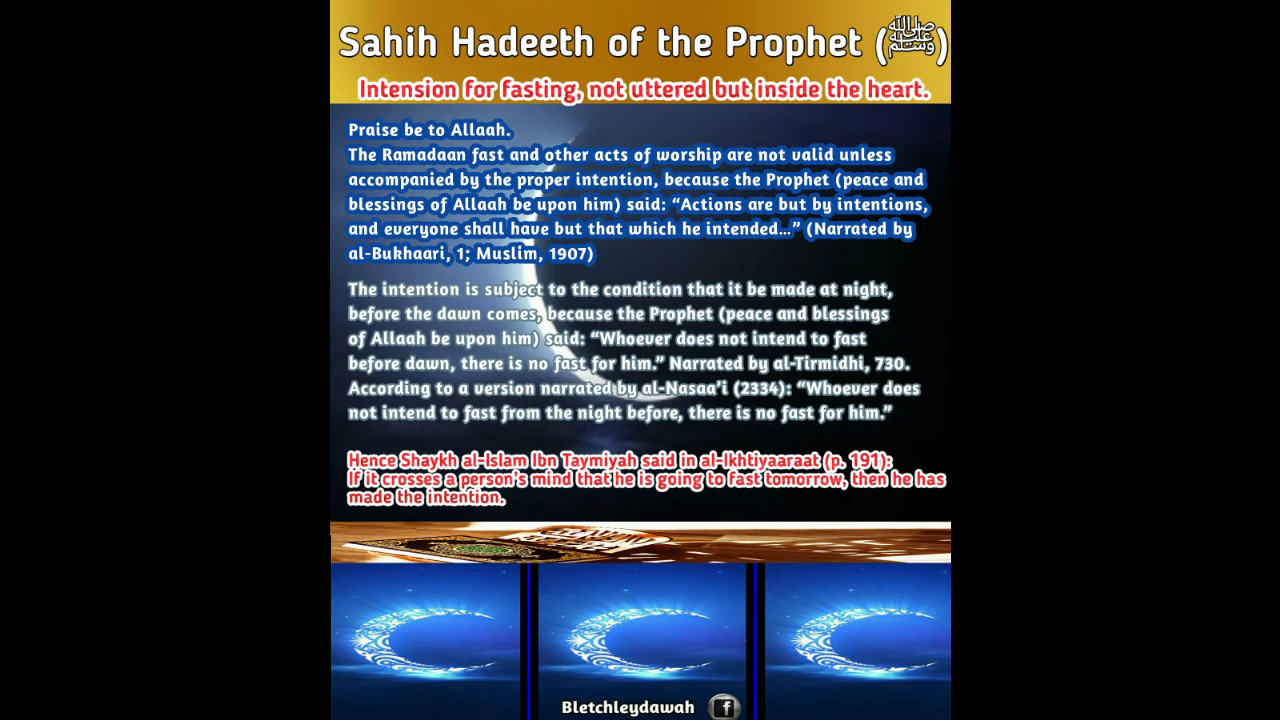 Sahih Hadeeth of the Prophet (ﷺ)
Intension for fasting, not uttered but inside the heart.
Praise be to Allaah.
The Ramadaan fast and other acts of worship are not valid unless
accompanied by the proper intention, because the Prophet (peace and
blessings of Allaah be upon him) said: “Actions are but by intentions,
and everyone shall have but that which he intended…” (Narrated by
al-Bukhaari, 1; Muslim, 1907)
The intention is subject to the condition that it be made at night,
before the dawn comes, because the Prophet (peace and blessings
of Allaah be upon him) said: “Whoever does not intend to fast
before dawn, there is no fast for him.” Narrated by al-Tirmidhi, 730.
According to a version narrated by al-Nasaa’i (2334): “Whoever does
not intend to fast from the night before, there is no fast for him.”
Hence Shaykh al-Islam Ibn Taymiyah said in al-Ikhtiyaaraat (p. 191):
If it crosses a person’s mind that he is going to fast tomorrow, then he has
made the intention.
Bletchleydawah f